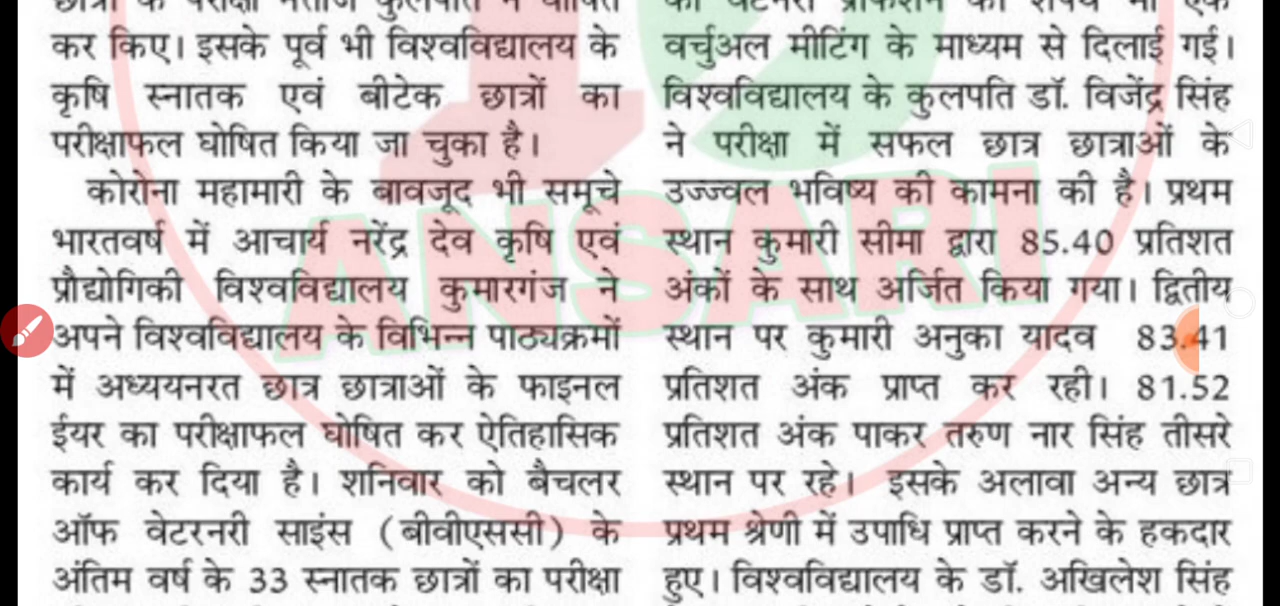 कर किए। इसके पूर्व भी विश्वविद्यालय के
कृषि स्नातक एवं बीटेक छात्रों का
परीक्षाफल घोषित किया जा चुका है।
कोरोना महामारी के बावजूद भी समूचे
भारतवर्ष में आचार्य नरेंद्र देव कृषि एवं
प्रौद्योगिकी विश्वविद्यालय कुमारगंज ने
अपने विश्वविद्यालय के विभिन्न पाठ्यक्रमों
में अध्ययनरत छात्र छात्राओं के फाइनल
ईयर का परीक्षाफल घोषित कर ऐतिहासिक
कार्य कर दिया है। शनिवार को बैचलर
ऑफ वेटरनरी साइंस (बीवीएससी) के
अंतिम वर्ष के 33 स्नातक छात्रों का परीक्षा
वर्चुअल मीटिंग के माध्यम से दिलाई गई।
विश्वविद्यालय के कुलपति डॉ. विजेंद्र सिंह
ने परीक्षा में सफल छात्र छात्राओं के
उज्ज्वल भविष्य की कामना की है। प्रथम
स्थान कुमारी सीमा द्वारा 85.40 प्रतिशत
अंकों के साथ अर्जित किया गया। द्वितीय
स्थान पर कुमारी अनुका यादव 83.41
प्रतिशत अंक प्राप्त कर रही। 81.52
प्रतिशत अंक पाकर तरुण नार सिंह तीसरे
स्थान पर रहे। इसके अलावा अन्य छात्र
प्रथम श्रेणी में उपाधि प्राप्त करने के हकदार
हुए। विश्वविद्यालय के डॉ. अखिलेश सिंह
ANSARI